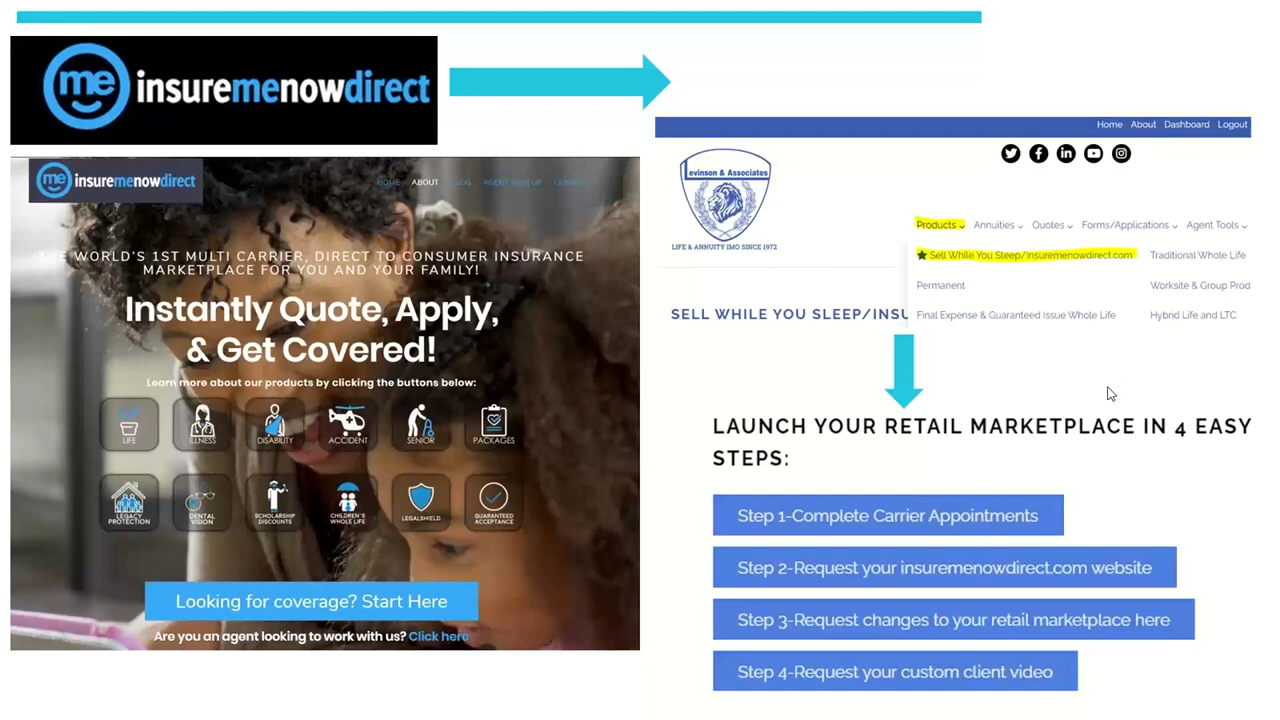 me insuremenowdirect
me insuremenowdirect
HOME ABOUT BLOG AGENT SIGN UP
THE WORLD'S 1ST MULTI CARRIER, DIRECT TO CONSUMER INSURANCE
MARKETPLACE FOR YOU AND YOUR FAMILY!
Instantly Quote, Apply,
& Get Covered!
Learn more about our products by clicking the buttons below:
LIFE
ILLNESS
DISABILITY
ACCIDENT
SENIOR
PACKAGES
LEGACY
PROTECTION
DENTAL
VISION
SCHOLARSHIP
DISCOUNTS
CHILDREN'S
WHOLE LIFE
LEGALSHIELD
GUARANTEED
ACCEPTANCE
Looking for coverage? Start Here
Are you an agent looking to work with us? Click here
Home About Dashboard Logout
Levinson & Associates
LIFE & ANNUITY IMO SINCE 1972
Products Annuities Quotes Forms/Applications Agent Tools
Sell While You Sleep/Insuremenowdirect.com Traditional Whole Life
Permanent Worksite & Group Prod
Final Expense & Guaranteed Issue Whole Life Hybrid Life and LTC
SELL WHILE YOU SLEEP/INSU
LAUNCH YOUR RETAIL MARKETPLACE IN 4 EASY
STEPS:
Step 1-Complete Carrier Appointments
Step 2-Request your insuremenowdirect.com website
Step 3-Request changes to your retail marketplace here
Step 4-Request your custom client video